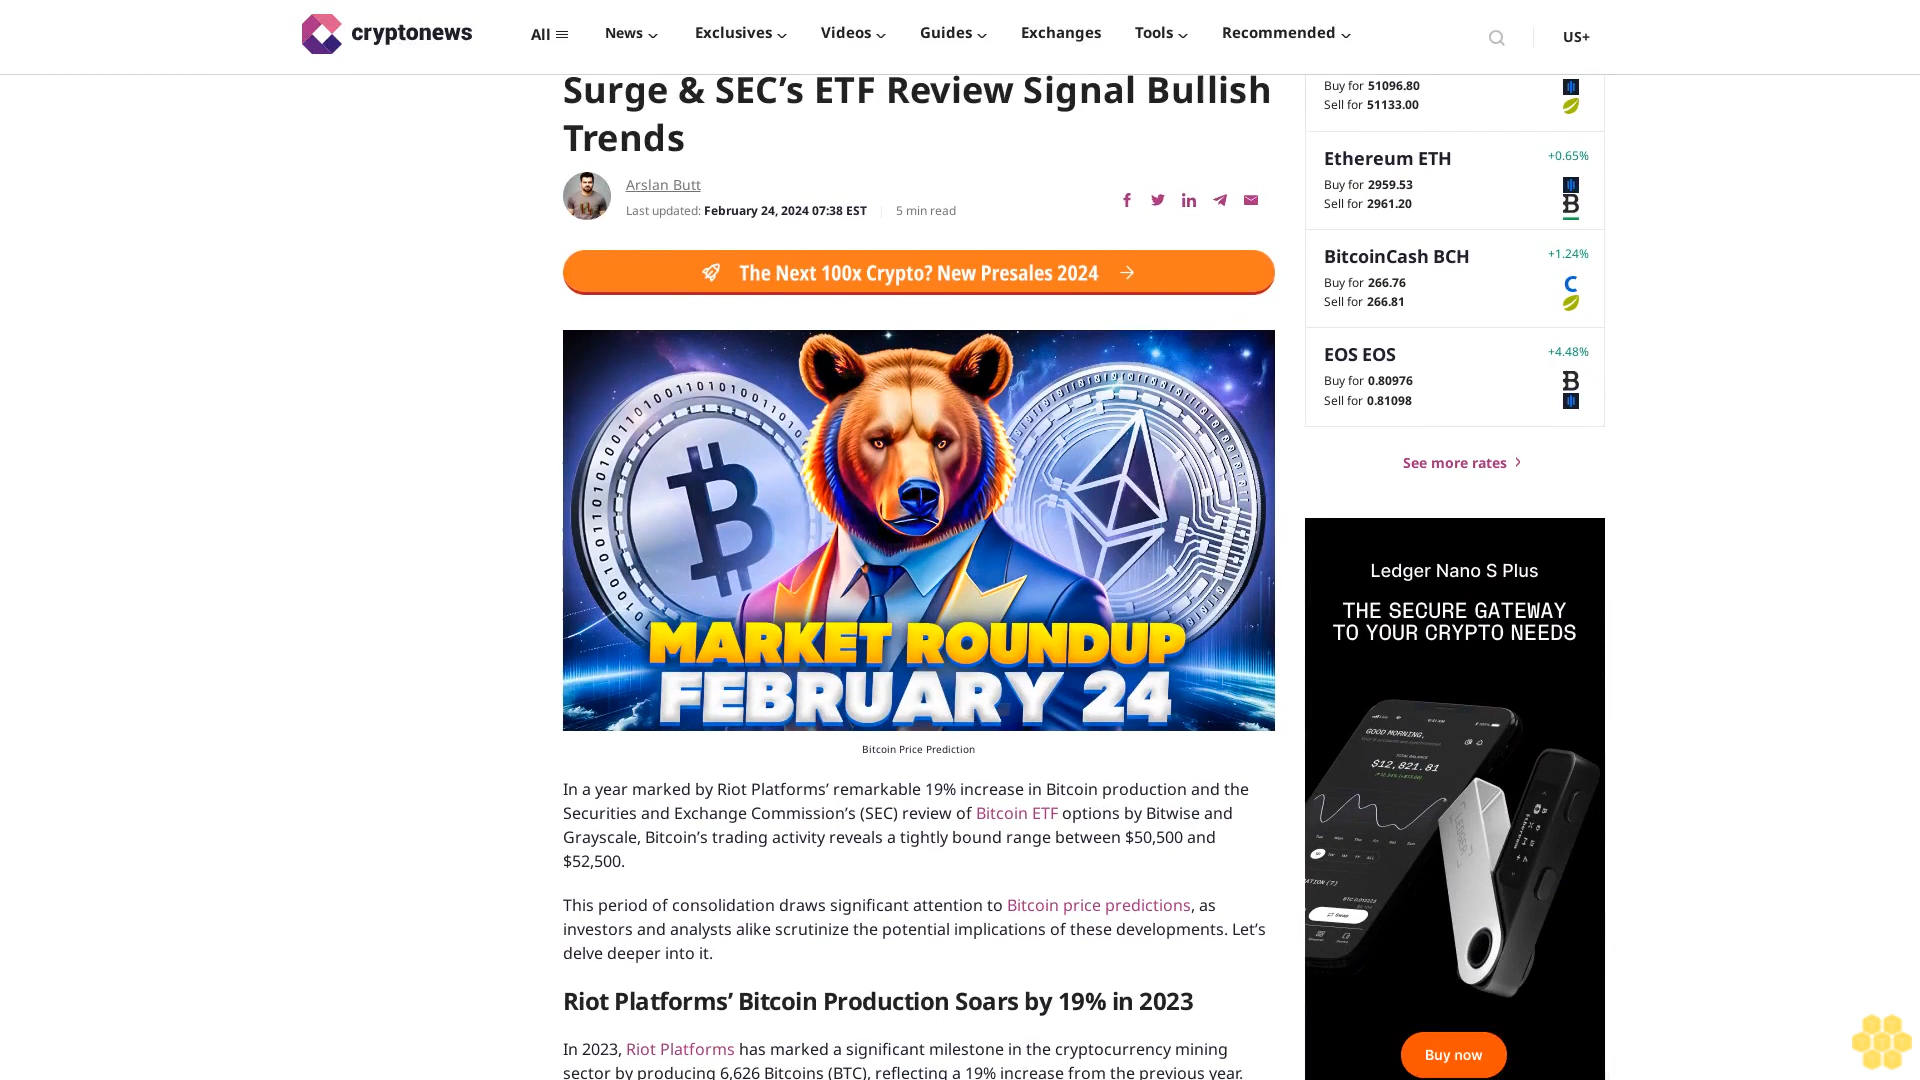 cryptonews
All
News
Exclusives
Videos
Guides
Exchanges
Tools
Recommended
US+
Surge & SEC’s ETF Review Signal Bullish
Trends
Arslan Butt
Last updated: February 24, 2024 07:38 EST
5 min read
The Next 100x Crypto? New Presales 2024
MARKET ROUNDUP
FEBRUARY 24
Bitcoin Price Prediction
In a year marked by Riot Platforms’ remarkable 19% increase in Bitcoin production and the
Securities and Exchange Commission’s (SEC) review of Bitcoin ETF options by Bitwise and
Grayscale, Bitcoin’s trading activity reveals a tightly bound range between $50,500 and
$52,500.
This period of consolidation draws significant attention to Bitcoin price predictions, as
investors and analysts alike scrutinize the potential implications of these developments. Let’s
delve deeper into it.
Riot Platforms’ Bitcoin Production Soars by 19% in 2023
In 2023, Riot Platforms has marked a significant milestone in the cryptocurrency mining
sector by producing 6,626 Bitcoins (BTC), reflecting a 19% increase from the previous year.
Buy for 51096.80
Sell for 51133.00
Ethereum ETH
+0.65%
Buy for 2959.53
Sell for 2961.20
BitcoinCash BCH
+1.24%
Buy for 266.76
Sell for 266.81
EOS EOS
+4.48%
Buy for 0.80976
Sell for 0.81098
See more rates
Ledger Nano S Plus
THE SECURE GATEWAY
TO YOUR CRYPTO NEEDS
GOOD MORNING,
$12,821.81
LEDGER
Buy now